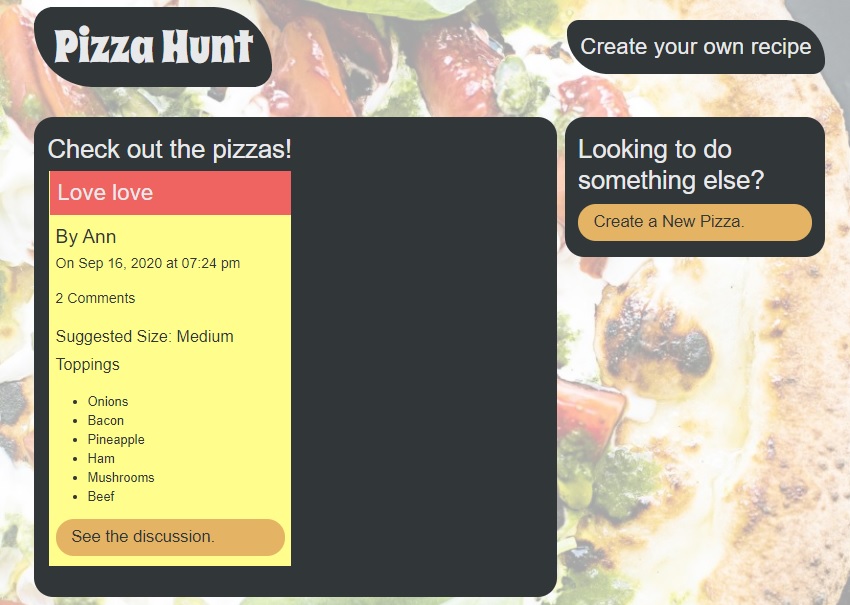 Pizza Hunt
Create your own recipe
Check out the pizzas!
Love love
By Ann
On Sep 16, 2020 at 07:24 pm
2 Comments
Suggested Size: Medium
Toppings
Onions
Bacon
Pineapple
Ham
Mushrooms
Beef
See the discussion.
Looking to do
something else?
Create a New Pizza.